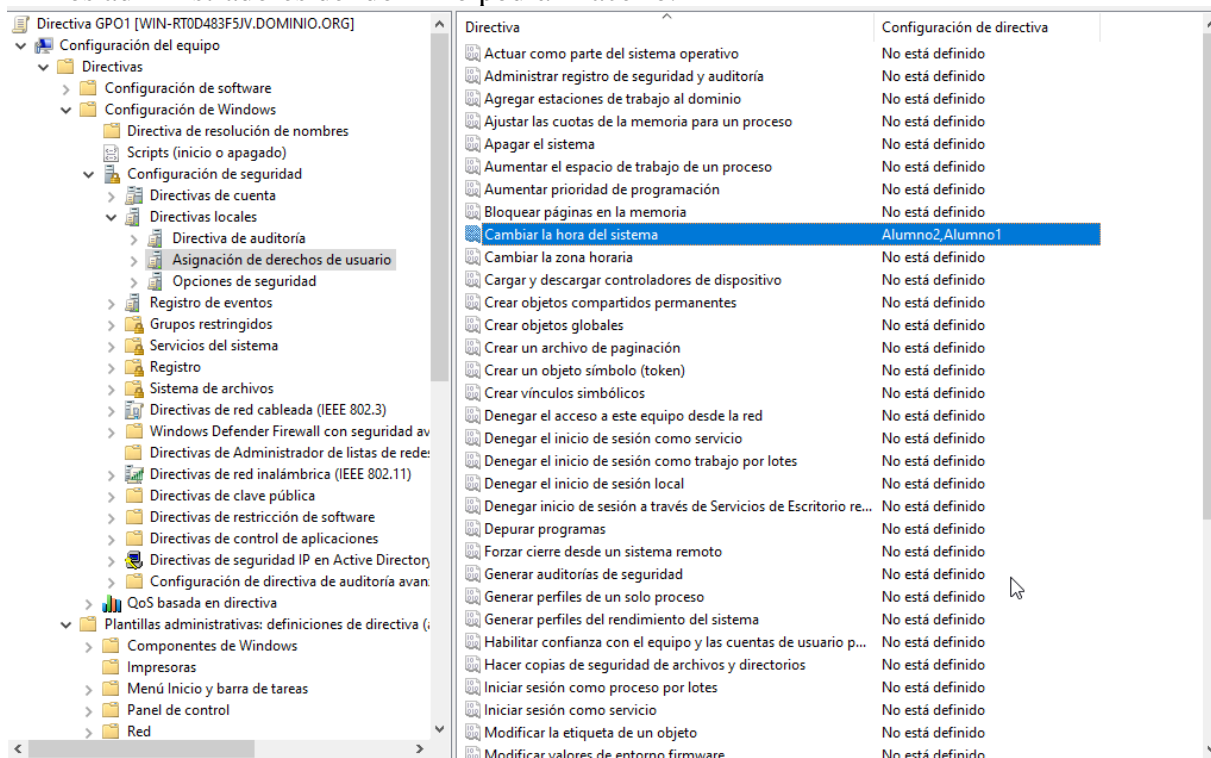 Directiva GPO1 [WIN-RT0D483F5JV.DOMINIO.ORG]
Configuración del equipo
Directivas
Configuración de software
Configuración de Windows
Directiva de resolución de nombres
Scripts (inicio o apagado)
Configuración de seguridad
Directivas de cuenta
Directivas locales
Directiva de auditoría
Asignación de derechos de usuario
Opciones de seguridad
Registro de eventos
Grupos restringidos
Servicios del sistema
Registro
Sistema de archivos
Directivas de red cableada (IEEE 802.3)
Windows Defender Firewall con seguridad av
Directivas de Administrador de listas de redes
Directivas de red inalámbrica (IEEE 802.11)
Directivas de clave pública
Directivas de restricción de software
Directivas de control de aplicaciones
Directivas de seguridad IP en Active Directory
Configuración de directiva de auditoría avan
QoS basada en directiva
Plantillas administrativas: definiciones de directiva (
Componentes de Windows
Impresoras
Menú Inicio y barra de tareas
Panel de control
Red
Directiva Configuración de directiva
Actuar como parte del sistema operativo No está definido
Administrar registro de seguridad y auditoría No está definido
Agregar estaciones de trabajo al dominio No está definido
Ajustar las cuotas de la memoria para un proceso No está definido
Apagar el sistema No está definido
Aumentar el espacio de trabajo de un proceso No está definido
Aumentar prioridad de programación No está definido
Bloquear páginas en la memoria No está definido
Cambiar la hora del sistema Alumno2,Alumno1
Cambiar la zona horaria No está definido
Cargar y descargar controladores de dispositivo No está definido
Crear objetos compartidos permanentes No está definido
Crear objetos globales No está definido
Crear un archivo de paginación No está definido
Crear un objeto símbolo (token) No está definido
Crear vínculos simbólicos No está definido
Denegar el acceso a este equipo desde la red No está definido
Denegar el inicio de sesión como servicio No está definido
Denegar el inicio de sesión como trabajo por lotes No está definido
Denegar el inicio de sesión local No está definido
Denegar inicio de sesión a través de Servicios de Escritorio re... No está definido
Depurar programas No está definido
Forzar cierre desde un sistema remoto No está definido
Generar auditorías de seguridad No está definido
Generar perfiles de un solo proceso No está definido
Generar perfiles del rendimiento del sistema No está definido
Habilitar confianza con el equipo y las cuentas de usuario p... No está definido
Hacer copias de seguridad de archivos y directorios No está definido
Iniciar sesión como proceso por lotes No está definido
Iniciar sesión como servicio No está definido
Modificar la etiqueta de un objeto No está definido
Modificar valores de entorno firmware No está definido